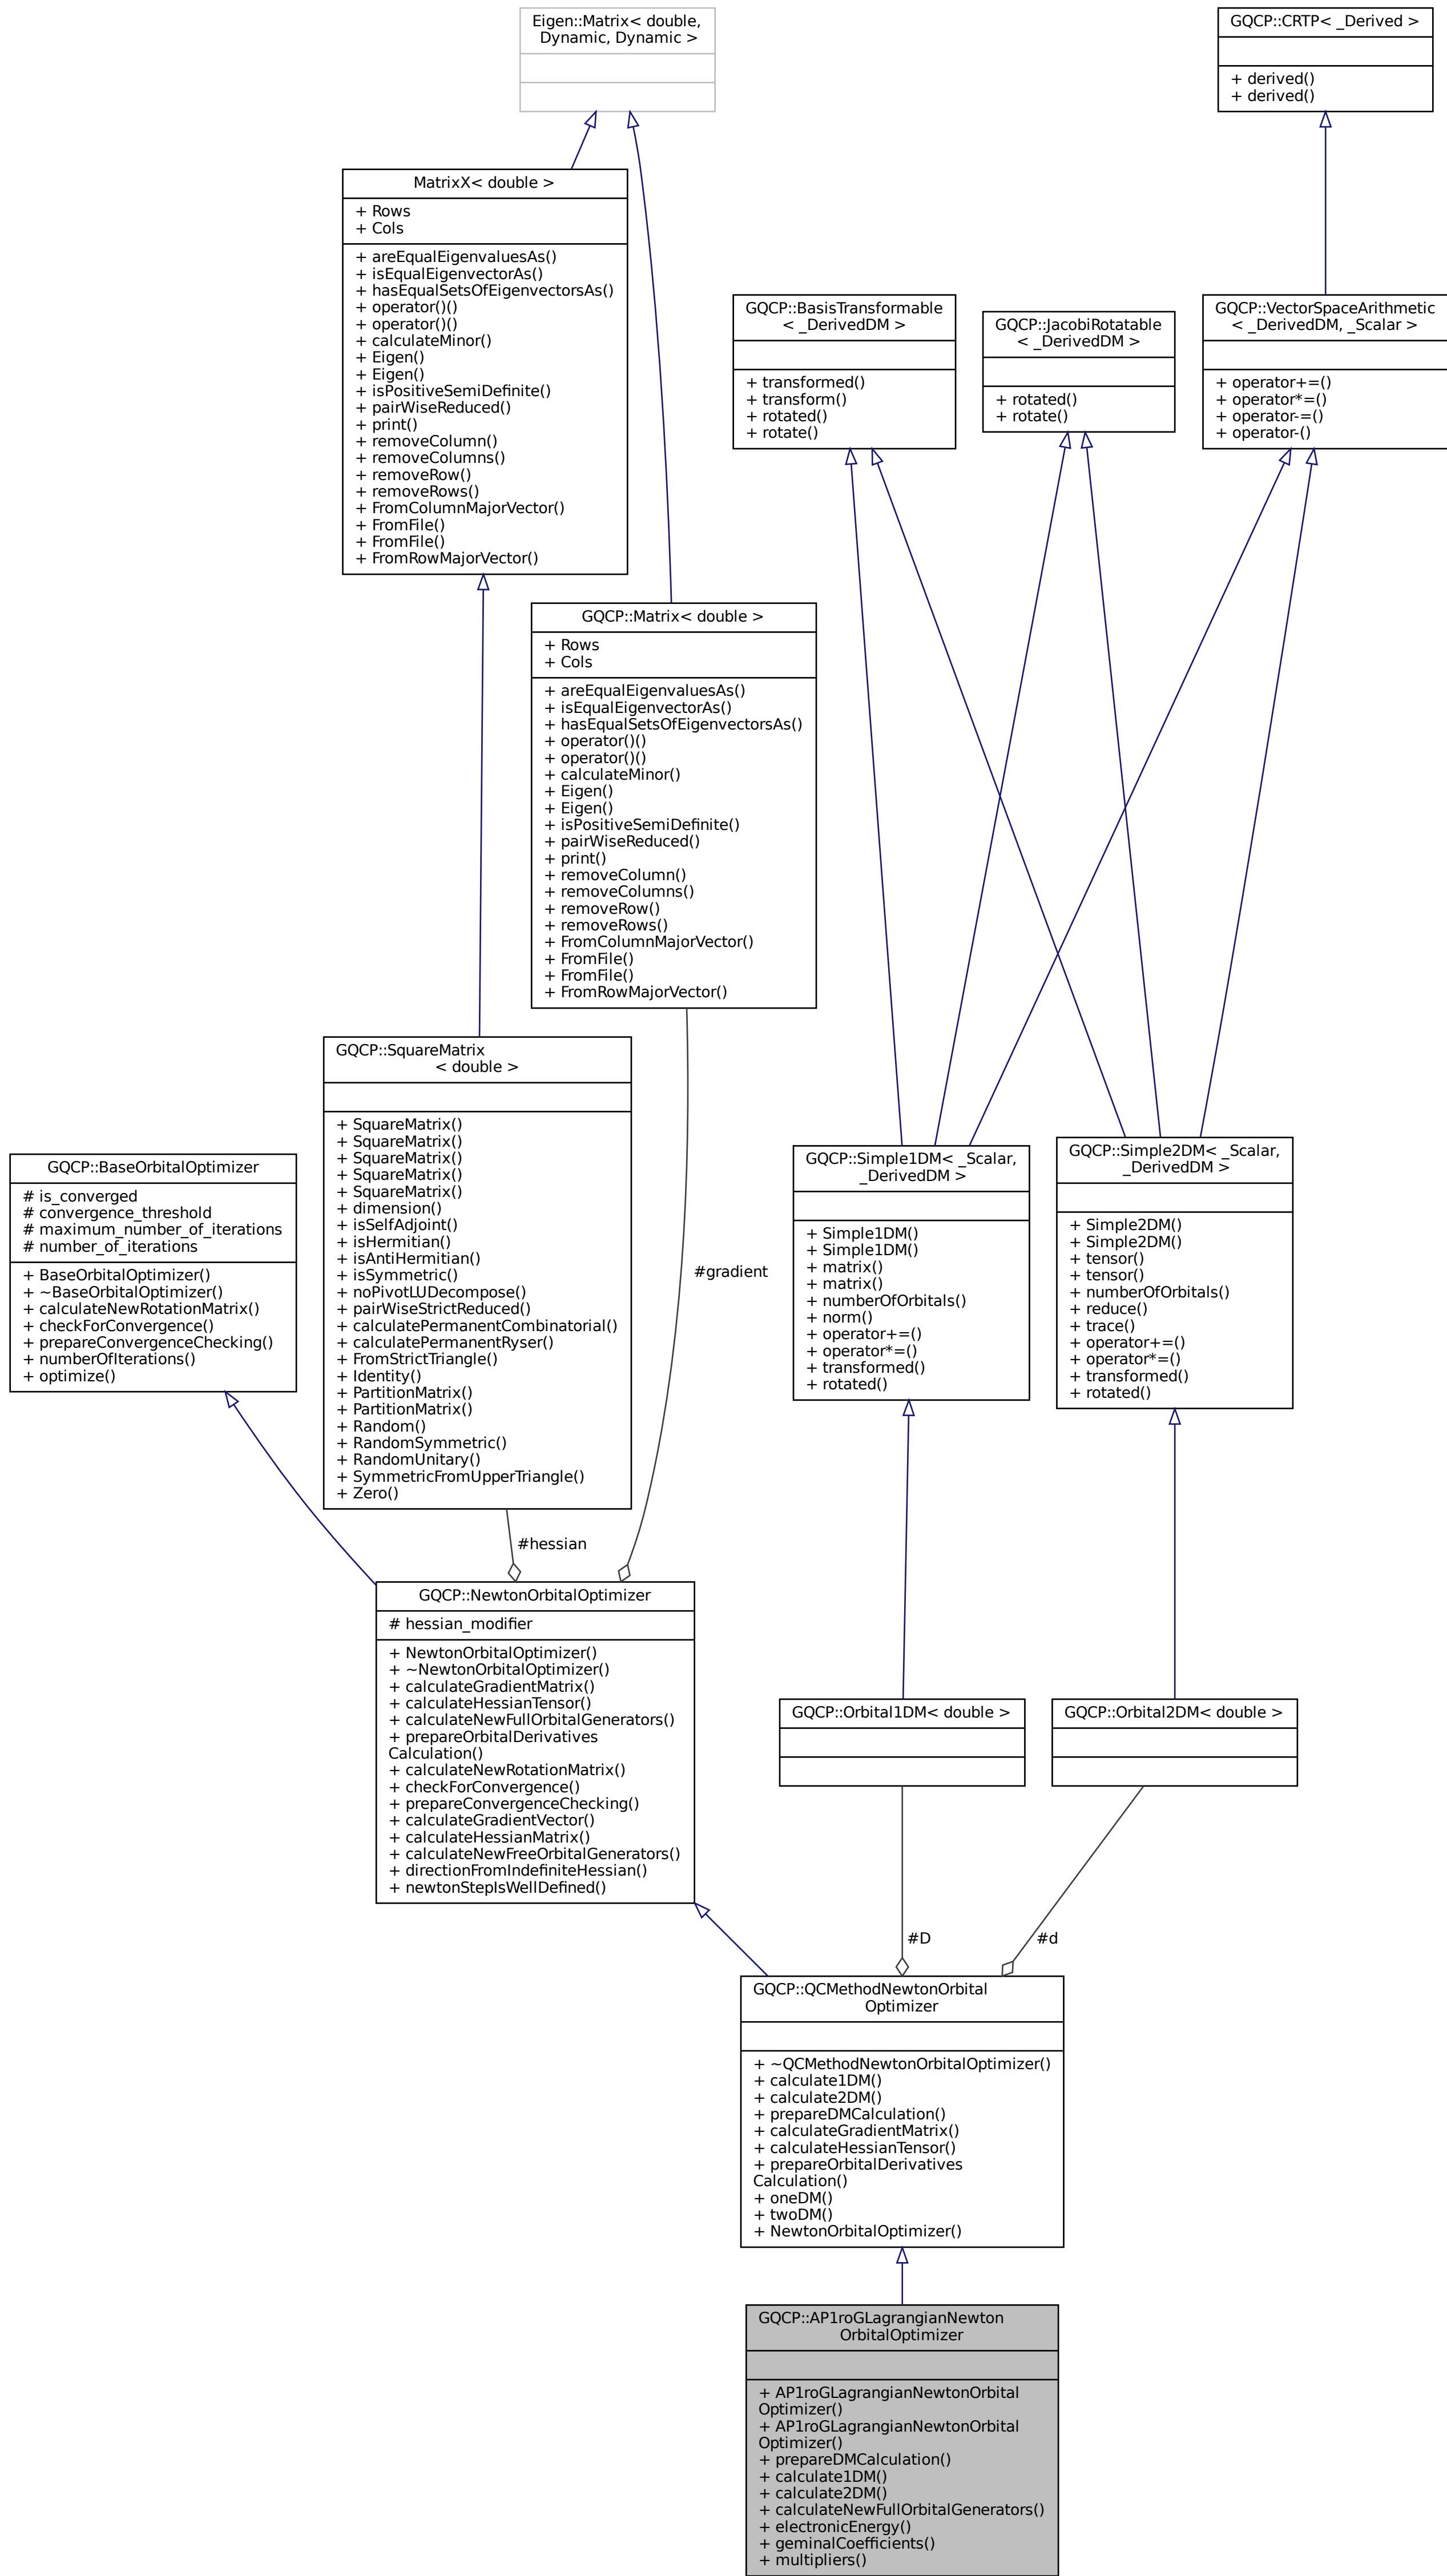 Eigen::Matrix< double,
Dynamic, Dynamic >
GQCP::CRTP< _Derived >
+ derived()
+ derived()
MatrixX< double >
+ Rows
+ Cols
+ areEqualEigenvaluesAs()
+ isEqualEigenvectorAs()
+ hasEqualSetsOfEigenvectorsAs()
+ operator()()
+ operator()()
+ calculateMinor()
+ Eigen()
+ Eigen()
+ isPositiveSemiDefinite()
+ pairWiseReduced()
+ print()
+ removeColumn()
+ removeColumns()
+ removeRow()
+ removeRows()
+ FromColumnMajorVector()
+ FromFile()
+ FromFile()
+ FromRowMajorVector()
GQCP::BasisTransformable
< _DerivedDM >
+ transformed()
+ transform()
+ rotated()
+ rotate()
GQCP::JacobiRotatable
< _DerivedDM >
+ rotated()
+ rotate()
GQCP::VectorSpaceArithmetic
< _DerivedDM, _Scalar >
+ operator+=()
+ operator*=()
+ operator-=()
+ operator-()
GQCP::Matrix< double >
+ Rows
+ Cols
+ areEqualEigenvaluesAs()
+ isEqualEigenvectorAs()
+ hasEqualSetsOfEigenvectorsAs()
+ operator()()
+ operator()()
+ calculateMinor()
+ Eigen()
+ Eigen()
+ isPositiveSemiDefinite()
+ pairWiseReduced()
+ print()
+ removeColumn()
+ removeColumns()
+ removeRow()
+ removeRows()
+ FromColumnMajorVector()
+ FromFile()
+ FromFile()
+ FromRowMajorVector()
GQCP::SquareMatrix
< double >
+ SquareMatrix()
+ SquareMatrix()
+ SquareMatrix()
+ SquareMatrix()
+ SquareMatrix()
+ dimension()
+ isSelfAdjoint()
+ isHermitian()
+ isAntiHermitian()
+ isSymmetric()
+ noPivotLUDecompose()
+ pairWiseStrictReduced()
+ calculatePermanentCombinatorial()
+ calculatePermanentRyser()
+ FromStrictTriangle()
+ Identity()
+ PartitionMatrix()
+ PartitionMatrix()
+ Random()
+ RandomSymmetric()
+ RandomUnitary()
+ SymmetricFromUpperTriangle()
+ Zero()
GQCP::BaseOrbitalOptimizer
# is_converged
# convergence_threshold
# maximum_number_of_iterations
# number_of_iterations
+ BaseOrbitalOptimizer()
+ ~BaseOrbitalOptimizer()
+ calculateNewRotationMatrix()
+ checkForConvergence()
+ prepareConvergenceChecking()
+ numberOfIterations()
+ optimize()
#gradient
GQCP::Simple1DM< _Scalar,
_DerivedDM >
+ Simple1DM()
+ Simple1DM()
+ matrix()
+ matrix()
+ numberOfOrbitals()
+ norm()
+ operator+=()
+ operator*=()
+ transformed()
+ rotated()
GQCP::Simple2DM< _Scalar,
_DerivedDM >
+ Simple2DM()
+ Simple2DM()
+ tensor()
+ tensor()
+ numberOfOrbitals()
+ reduce()
+ trace()
+ operator+=()
+ operator*=()
+ transformed()
+ rotated()
#hessian
GQCP::NewtonOrbitalOptimizer
# hessian_modifier
+ NewtonOrbitalOptimizer()
+ ~NewtonOrbitalOptimizer()
+ calculateGradientMatrix()
+ calculateHessianTensor()
+ calculateNewFullOrbitalGenerators()
+ prepareOrbitalDerivatives
Calculation()
+ calculateNewRotationMatrix()
+ checkForConvergence()
+ prepareConvergenceChecking()
+ calculateGradientVector()
+ calculateHessianMatrix()
+ calculateNewFreeOrbitalGenerators()
+ directionFromIndefiniteHessian()
+ newtonStepIsWellDefined()
GQCP::Orbital1DM< double >
GQCP::Orbital2DM< double >
#D
#d
GQCP::QCMethodNewtonOrbital
Optimizer
+ ~QCMethodNewtonOrbitalOptimizer()
+ calculate1DM()
+ calculate2DM()
+ prepareDMCalculation()
+ calculateGradientMatrix()
+ calculateHessianTensor()
+ prepareOrbitalDerivatives
Calculation()
+ oneDM()
+ twoDM()
+ NewtonOrbitalOptimizer()
GQCP::AP1roGLagrangianNewton
OrbitalOptimizer
+ AP1roGLagrangianNewtonOrbital
Optimizer()
+ AP1roGLagrangianNewtonOrbital
Optimizer()
+ prepareDMCalculation()
+ calculate1DM()
+ calculate2DM()
+ calculateNewFullOrbitalGenerators()
+ electronicEnergy()
+ geminalCoefficients()
+ multipliers()